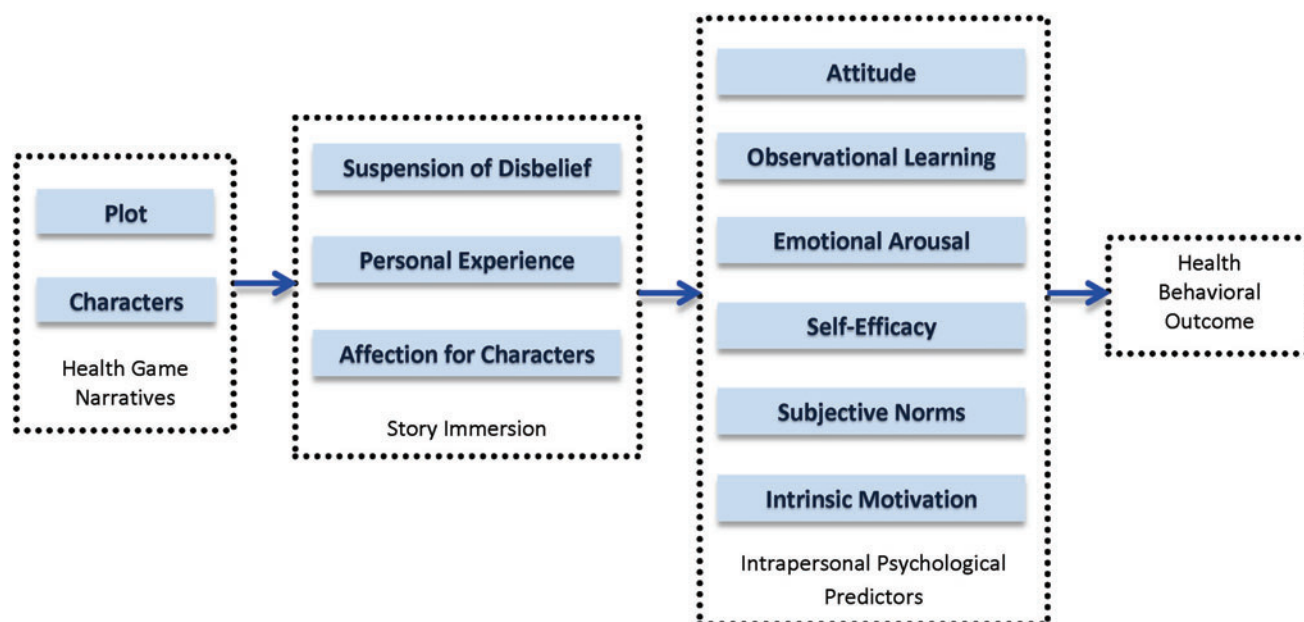 Plot
Characters
Health Game
Narratives
Suspension of Disbelief
Personal Experience
Affection for Characters
Story Immersion
Attitude
Observational Learning
Emotional Arousal
Self-Efficacy
Subjective Norms
Intrinsic Motivation
Intrapersonal Psychological
Predictors
Health
Behavioral
Outcome